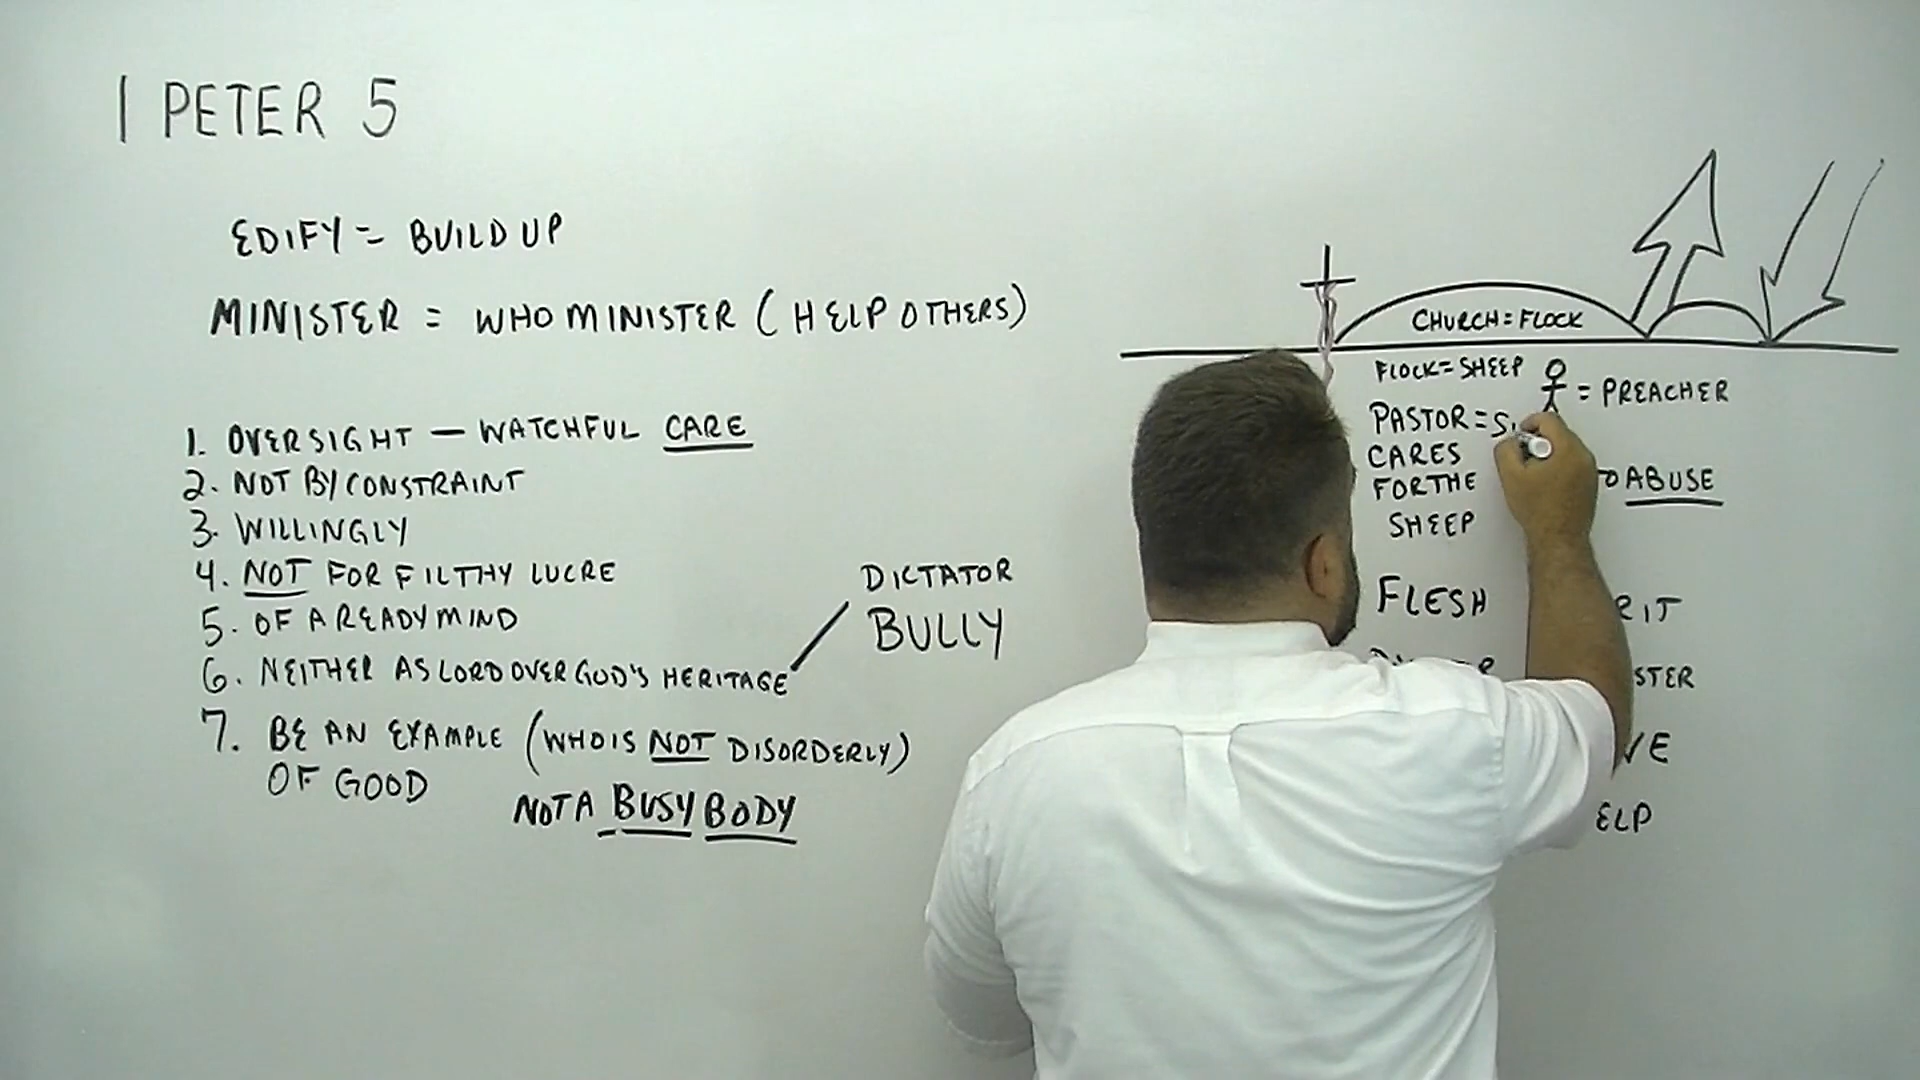 1 PETER 5
EDIFY = BUILD UP
MINISTER = WHO MINISTER (HELP OTHERS)
1. OVERSIGHT — WATCHFUL CARE
2. NOT BY CONSTRAINT
3. WILLINGLY
4. NOT FOR FILTHY LUCRE
5. OF A READY MIND
6. NEITHER AS LORD OVER GOD'S HERITAGE
DICTATOR
BULLY
7. BE AN EXAMPLE (WHO IS NOT DISORDERLY)
OF GOOD
NOT A BUSY BODY
CHURCH = FLOCK
FLOCK = SHEEP
= PREACHER
PASTOR =
CARES
FOR THE
SHEEP
ABUSE
FLESH